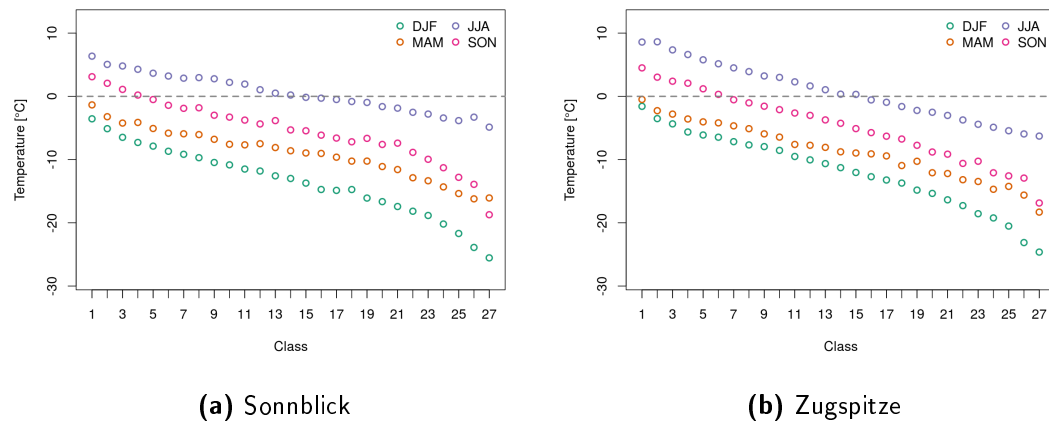 DJF JJA
MAM SON
10
0
-10
-20
-30
Temperature [°C]
1 3 5 7 9 11 13 15 17 19 21 23 25 27
Class
(a) Sonnblick
DJF JJA
MAM SON
10
0
-10
-20
-30
Temperature [°C]
1 3 5 7 9 11 13 15 17 19 21 23 25 27
Class
(b) Zugspitze